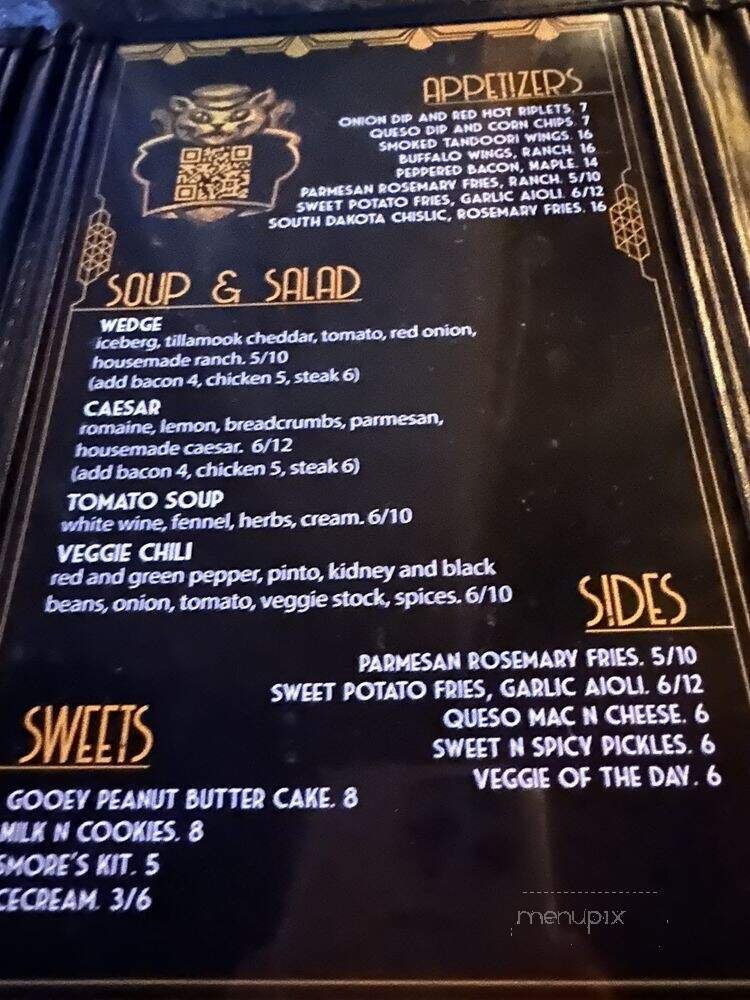 APPETIZERS
ONION DIP AND RED HOT RIPLETS. 7
QUESO DIP AND CORN CHIPS. 7
SMOKED TANDOORI WINGS. 16
BUFFALO WINGS, RANCH. 16
PEPPERED BACON, MAPLE. 14
PARMESAN ROSEMARY FRIES, RANCH. 5/10
SWEET POTATO FRIES, GARLIC AIOLI. 6/12
SOUTH DAKOTA CHISLIC, ROSEMARY FRIES. 16
SOUP & SALAD
WEDGE
iceberg, tillamook cheddar, tomato, red onion,
housemade ranch. 5/10
(add bacon 4, chicken 5, steak 6)
CAESAR
romaine, lemon, breadcrumbs, parmesan,
housemade caesar. 6/12
(add bacon 4, chicken 5, steak 6)
TOMATO SOUP
white wine, fennel, herbs, cream. 6/10
VEGGIE CHILI
red and green pepper, pinto, kidney and black
beans, onion, tomato, veggie stock, spices. 6/10
SIDES
PARMESAN ROSEMARY FRIES. 5/10
SWEET POTATO FRIES, GARLIC AIOLI. 6/12
QUESO MAC N CHEESE. 6
SWEET N SPICY PICKLES. 6
VEGGIE OF THE DAY. 6
SWEETS
GOOEY PEANUT BUTTER CAKE. 8
MILK N COOKIES. 8
SMORE'S KIT. 5
ICECREAM. 3/6
menupix